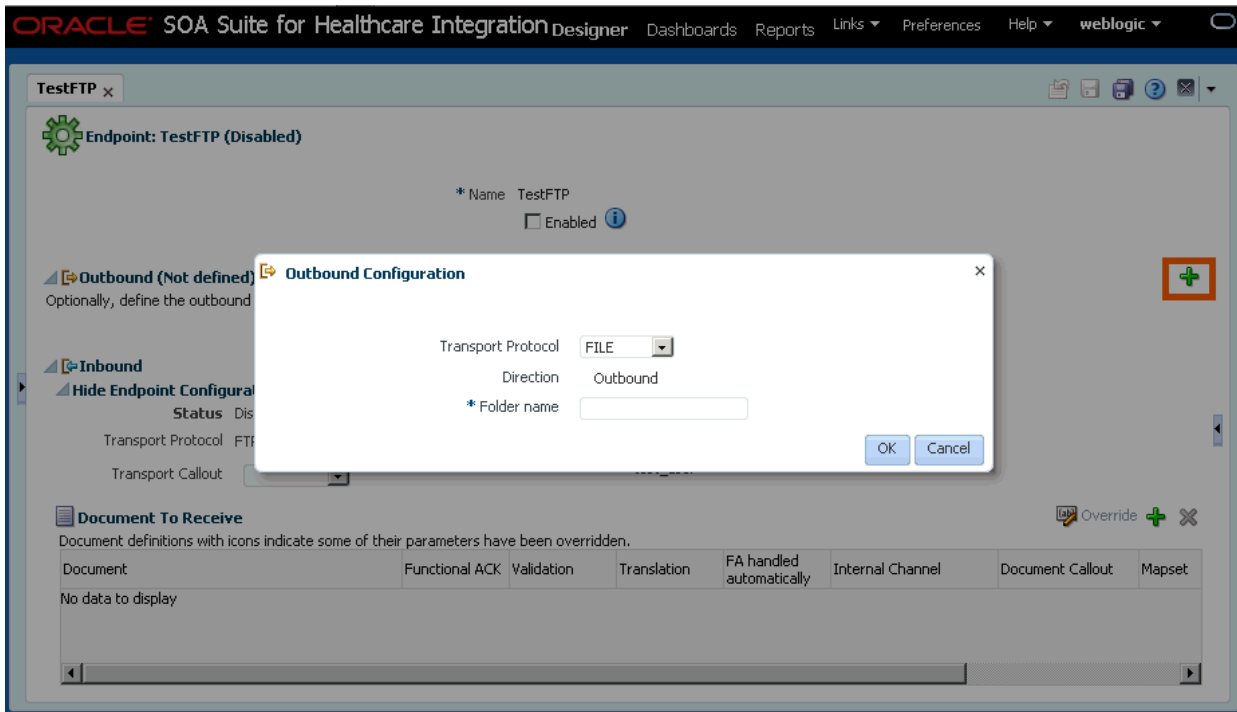 ORACLE SOA Suite for Healthcare Integration Designer Dashboards Reports Links Preferences Help weblogic
TestFTP
Endpoint: TestFTP (Disabled)
* Name TestFTP
Enabled
Outbound (Not defined)
Optionally, define the outbound
Outbound Configuration
Transport Protocol FILE
Direction Outbound
* Folder name
OK Cancel
Inbound
Hide Endpoint
Status
Transport Protocol
Transport Callout
Document To Receive
Override
Document definitions with icons indicate some of their parameters have been overridden.
Document Functional ACK Validation Translation FA handled automatically Internal Channel Document Callout Mapset
No data to display